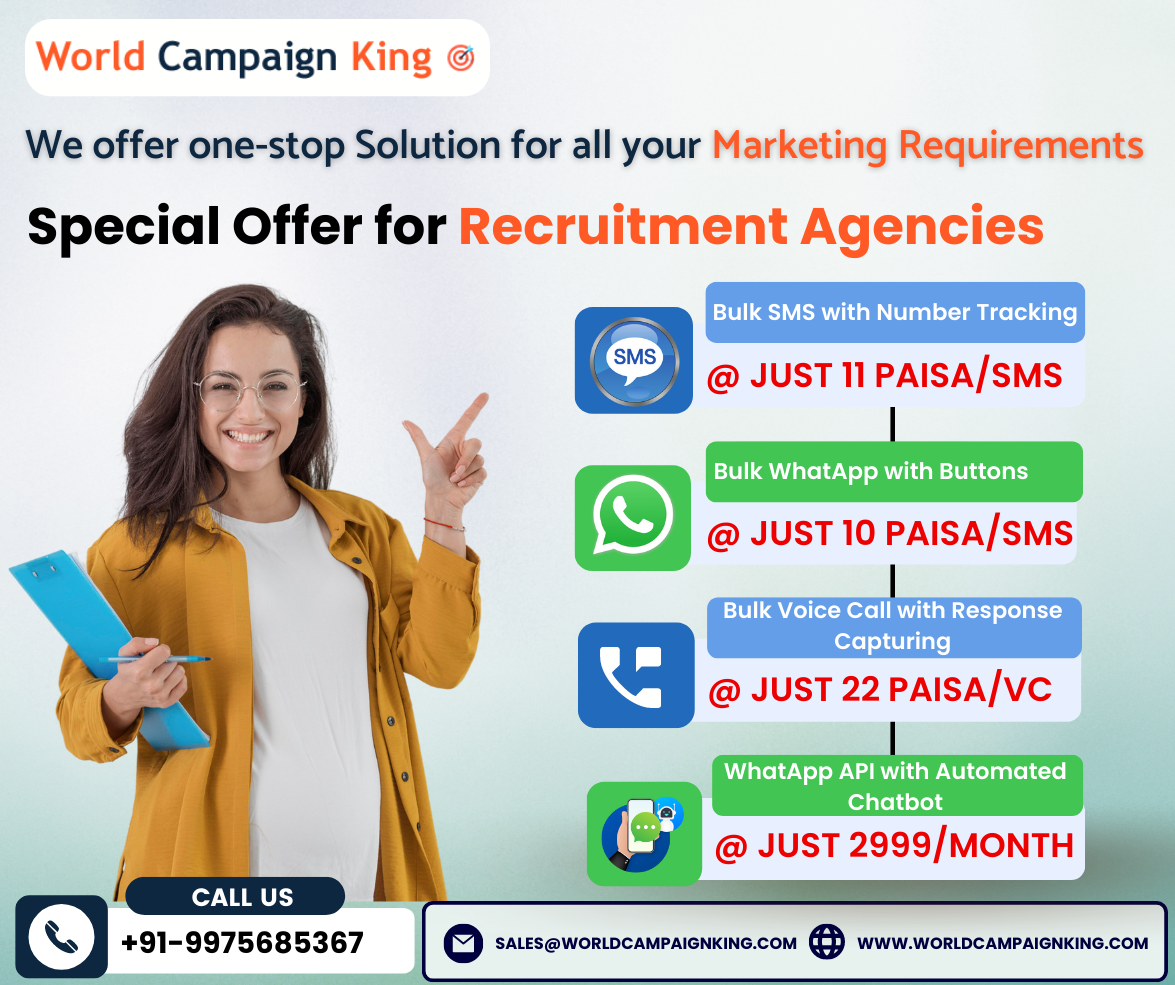 World Campaign King
We offer one-stop Solution for all your Marketing Requirements
Special Offer for Recruitment Agencies
Bulk SMS with Number Tracking
SMS
@ JUST 11 PAISA/SMS
Bulk WhatApp with Buttons
@ JUST 10 PAISA/SMS
Bulk Voice Call with Response
Capturing
@ JUST 22 PAISA/VC
WhatApp API with Automated
Chatbot
@ JUST 2999/MONTH
CALL US
+91-9975685367
SALES@WORLDCAMPAIGNKING.COM
WWW.WORLDCAMPAIGNKING.COM